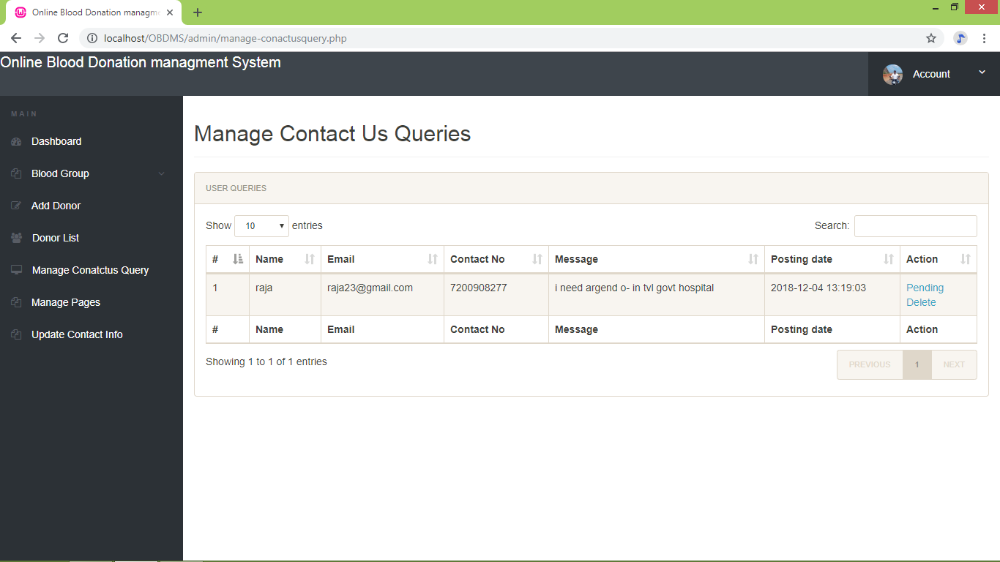 Online Blood Donation managm
localhost/OBDMS/admin/manage-conactusquery.php
Online Blood Donation managment System
Account
MAIN
Dashboard
Blood Group
Add Donor
Donor List
Manage Conatctus Query
Manage Pages
Update Contact Info
Manage Contact Us Queries
USER QUERIES
Show 10 entries
Search:
# Name Email Contact No Message Posting date Action
1 raja raja23@gmail.com 7200908277 i need argend o- in tvl govt hospital 2018-12-04 13:19:03 Pending
Delete
# Name Email Contact No Message Posting date Action
Showing 1 to 1 of 1 entries
PREVIOUS 1 NEXT